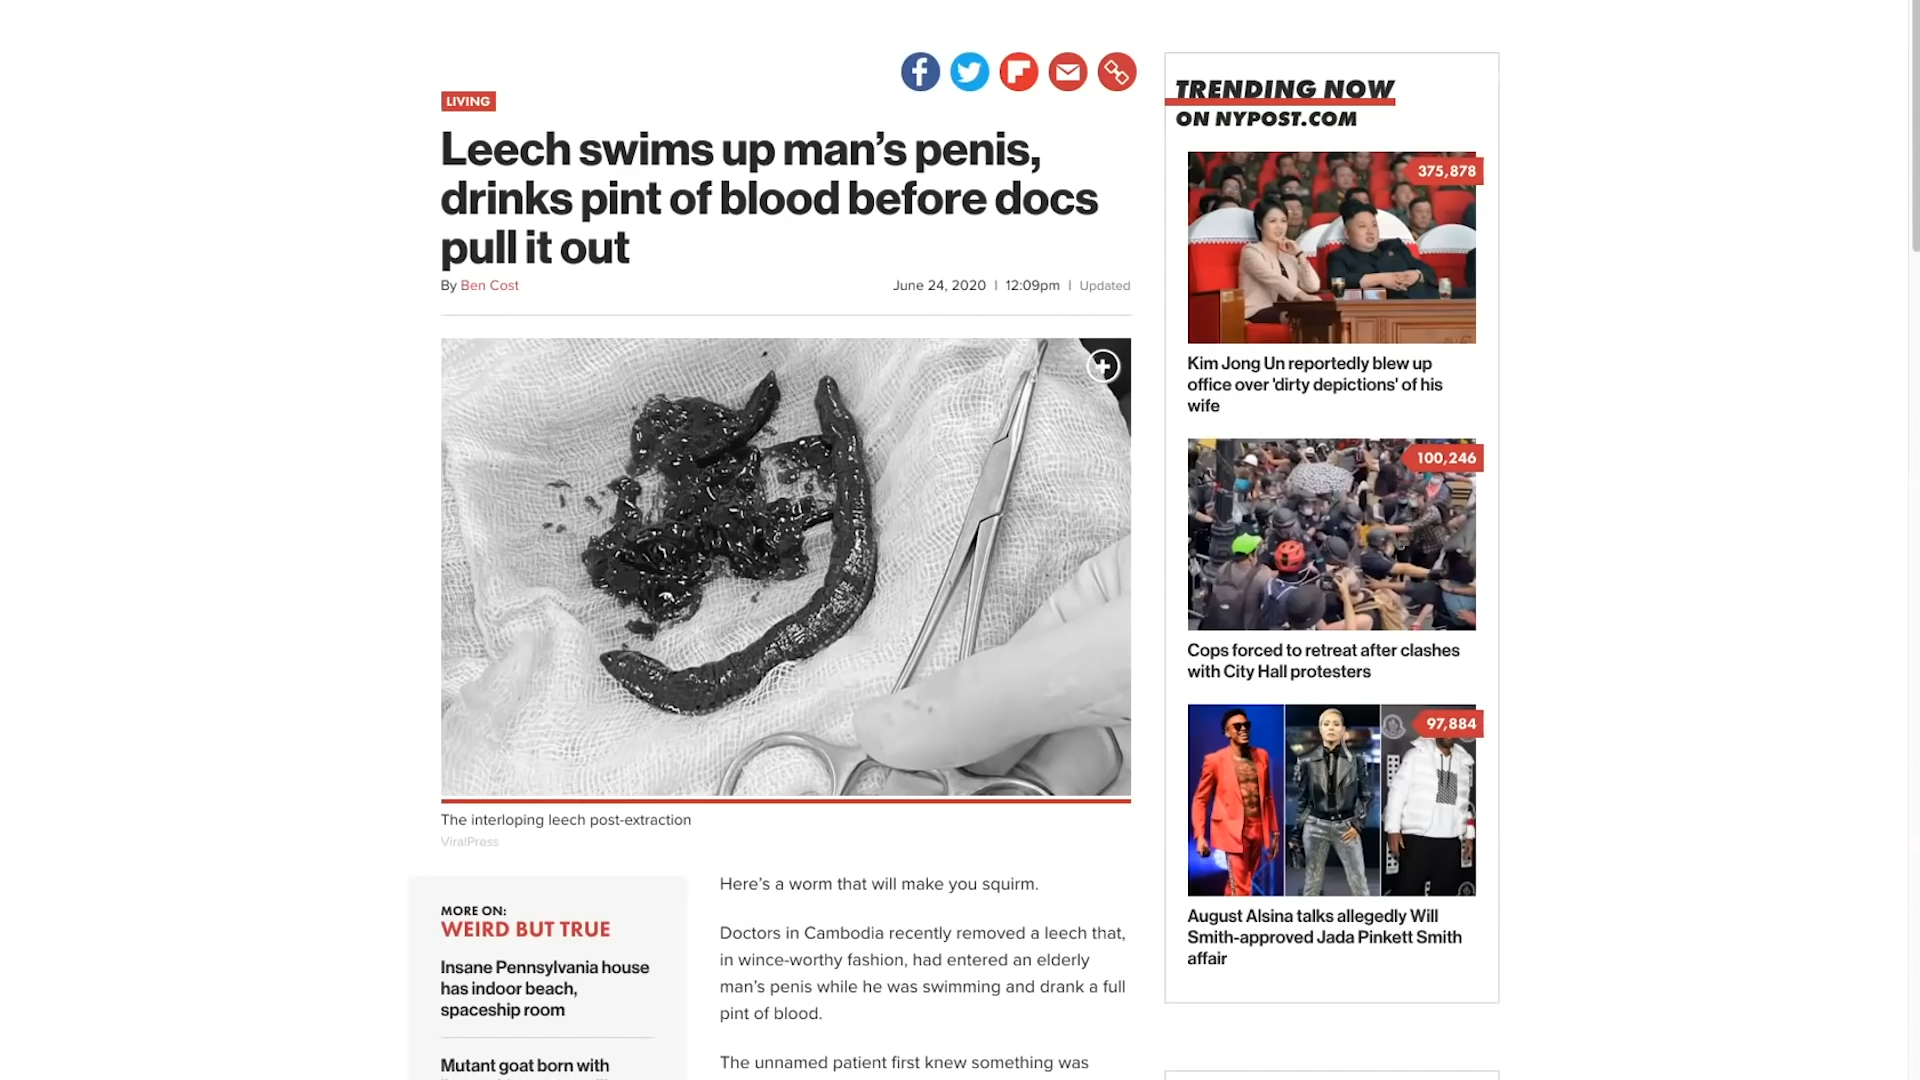 LIVING
Leech swims up man's penis,
drinks pint of blood before docs
pull it out
By Ben Cost
June 24, 2020 | 12:09pm | Updated
The interloping leech post-extraction
ViralPress
MORE ON:
WEIRD BUT TRUE
Insane Pennsylvania house
has indoor beach,
spaceship room
Mutant goat born with
Here's a worm that will make you squirm.
Doctors in Cambodia recently removed a leech that,
in wince-worthy fashion, had entered an elderly
man's penis while he was swimming and drank a full
pint of blood.
The unnamed patient first knew something was
TRENDING NOW
ON NYPOST.COM
375,878
Kim Jong Un reportedly blew up
office over 'dirty depictions' of his
wife
100,246
Cops forced to retreat after clashes
with City Hall protesters
97,884
August Alsina talks allegedly Will
Smith-approved Jada Pinkett Smith
affair